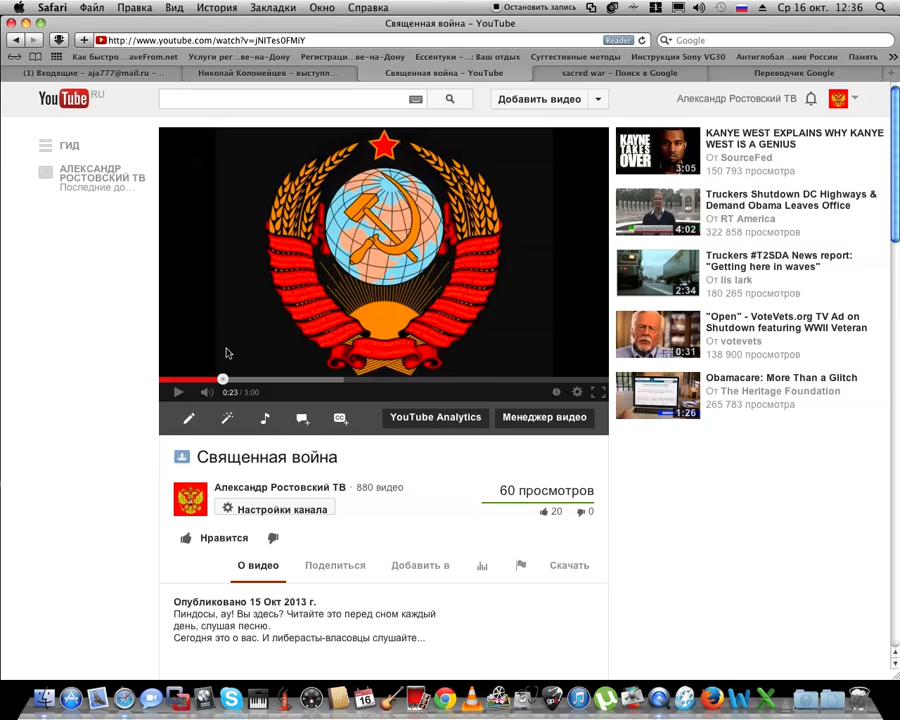 Safari Файл Правка Вид История Закладки Окно Справка Остановить запись Ср 16 окт. 12:36
Священная война – YouTube
http://www.youtube.com/watch?v=jNlTes0FMiY Reader Google
Как быстро ...aveFrom.net Услуги рег...ве-на-Дону Регистраци...ве-на-Дону Ессентуки -...: Ваш отдых Суггестивные методы Инструкция Sony VG30 Антиглобал...ние России Память
(1) Входящие – aja777@mail.ru –... Николай Коломейцев – выступл... Священная война – YouTube sacred war – Поиск в Google Переводчик Google
YouTube RU Добавить видео Александр Ростовский ТВ
ГИД
АЛЕКСАНДР
РОСТОВСКИЙ ТВ
Последние до...
0:23 / 3:00
YouTube Analytics Менеджер видео
Священная война
Александр Ростовский ТВ · 880 видео
Настройки канала
60 просмотров
20 0
Нравится
О видео Поделиться Добавить в Скачать
Опубликовано 15 Окт 2013 г.
Пиндосы, ау! Вы здесь? Читайте это перед сном каждый
день, слушая песню.
Сегодня это о вас. И либерасты-власовцы слушайте...
KANYE TAKES OVER
3:05
KANYE WEST EXPLAINS WHY KANYE
WEST IS A GENIUS
От SourceFed
150 793 просмотра
4:02
Truckers Shutdown DC Highways &
Demand Obama Leaves Office
От RT America
322 858 просмотров
2:34
Truckers #T2SDA News report:
"Getting here in waves"
От lis lark
180 265 просмотров
0:31
"Open" - VoteVets.org TV Ad on
Shutdown featuring WWII Veteran
От votevets
138 900 просмотров
1:26
Obamacare: More Than a Glitch
От The Heritage Foundation
265 783 просмотра